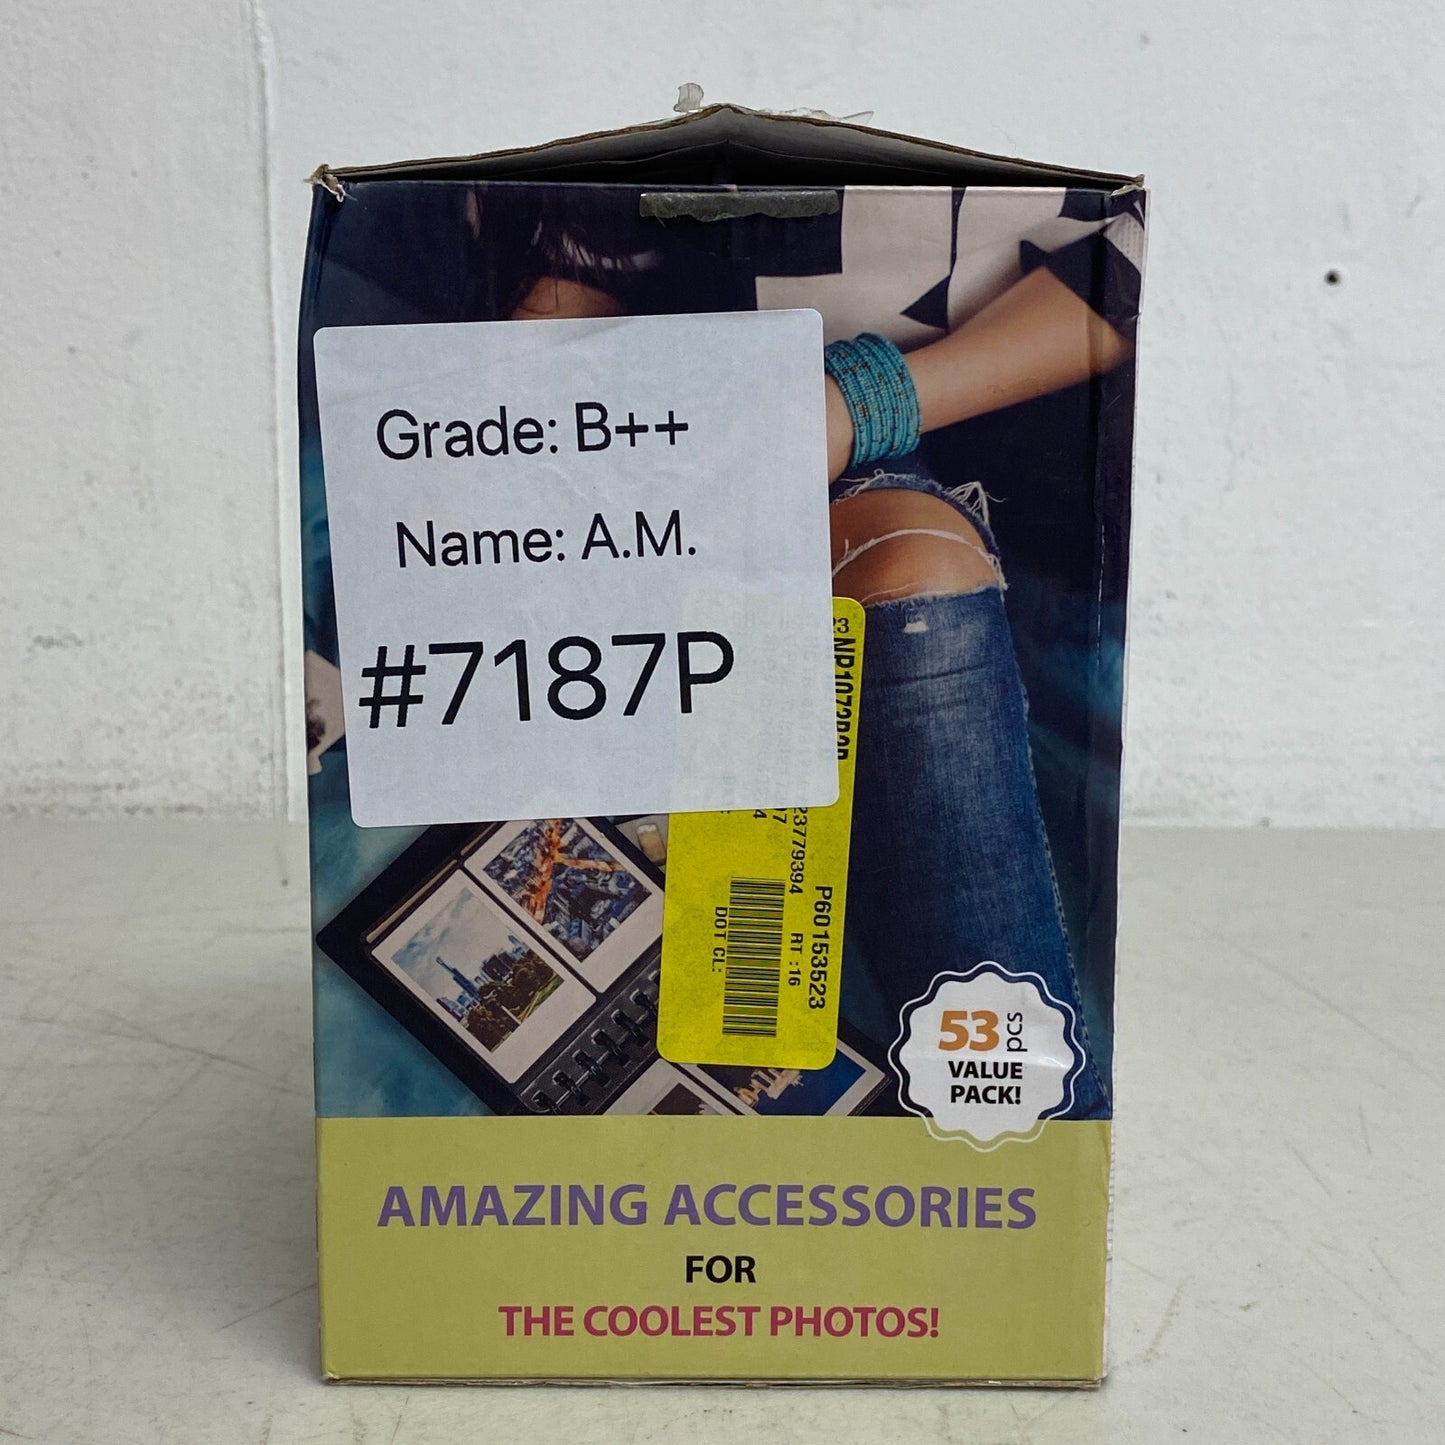 Grade: B++
Name: A.M.
#7187P
P60153523
RT :16
DOT CL:
53 pcs
VALUE
PACK!
AMAZING ACCESSORIES
FOR
THE COOLEST PHOTOS!